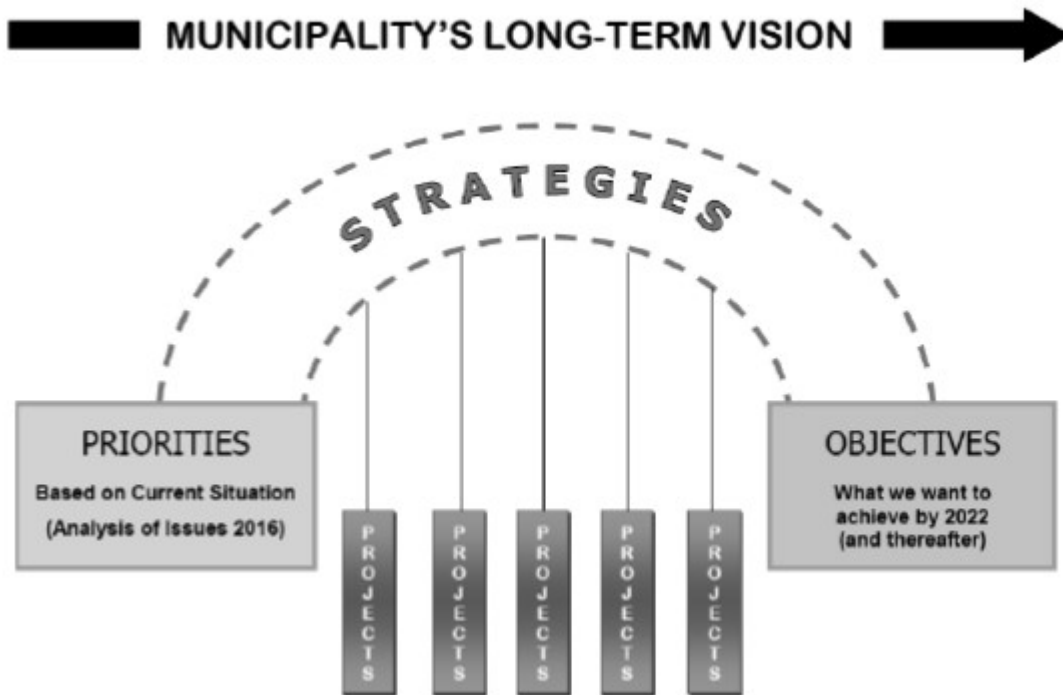 MUNICIPALITY'S LONG-TERM VISION
STRATEGIES
PRIORITIES
Based on Current Situation
(Analysis of Issues 2016)
OBJECTIVES
What we want to
achieve by 2022
(and thereafter)
PROJECTS
PROJECTS
PROJECTS
PROJECTS
PROJECTS